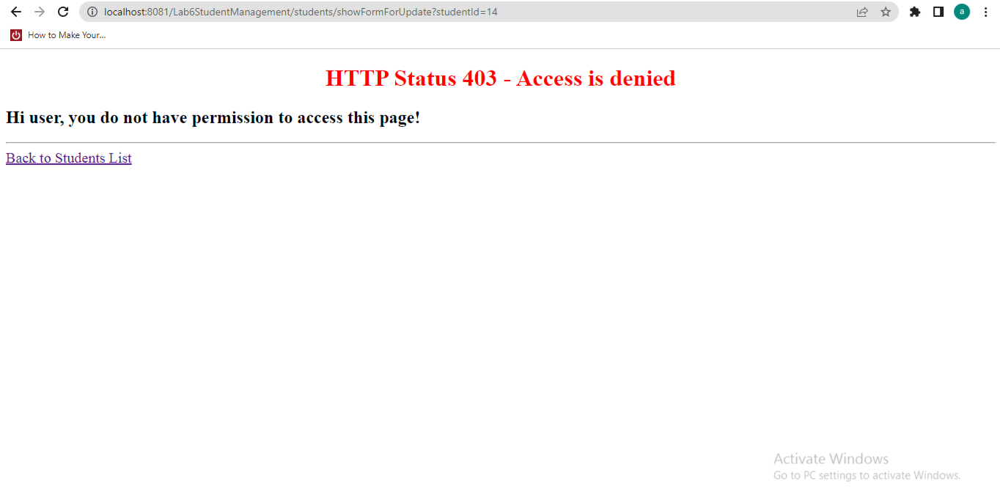 localhost:8081/Lab6StudentManagement/students/showFormForUpdate?studentId=14
a
How to Make Your...
HTTP Status 403 - Access is denied
Hi user, you do not have permission to access this page!
Back to Students List
Activate Windows
Go to PC settings to activate Windows.